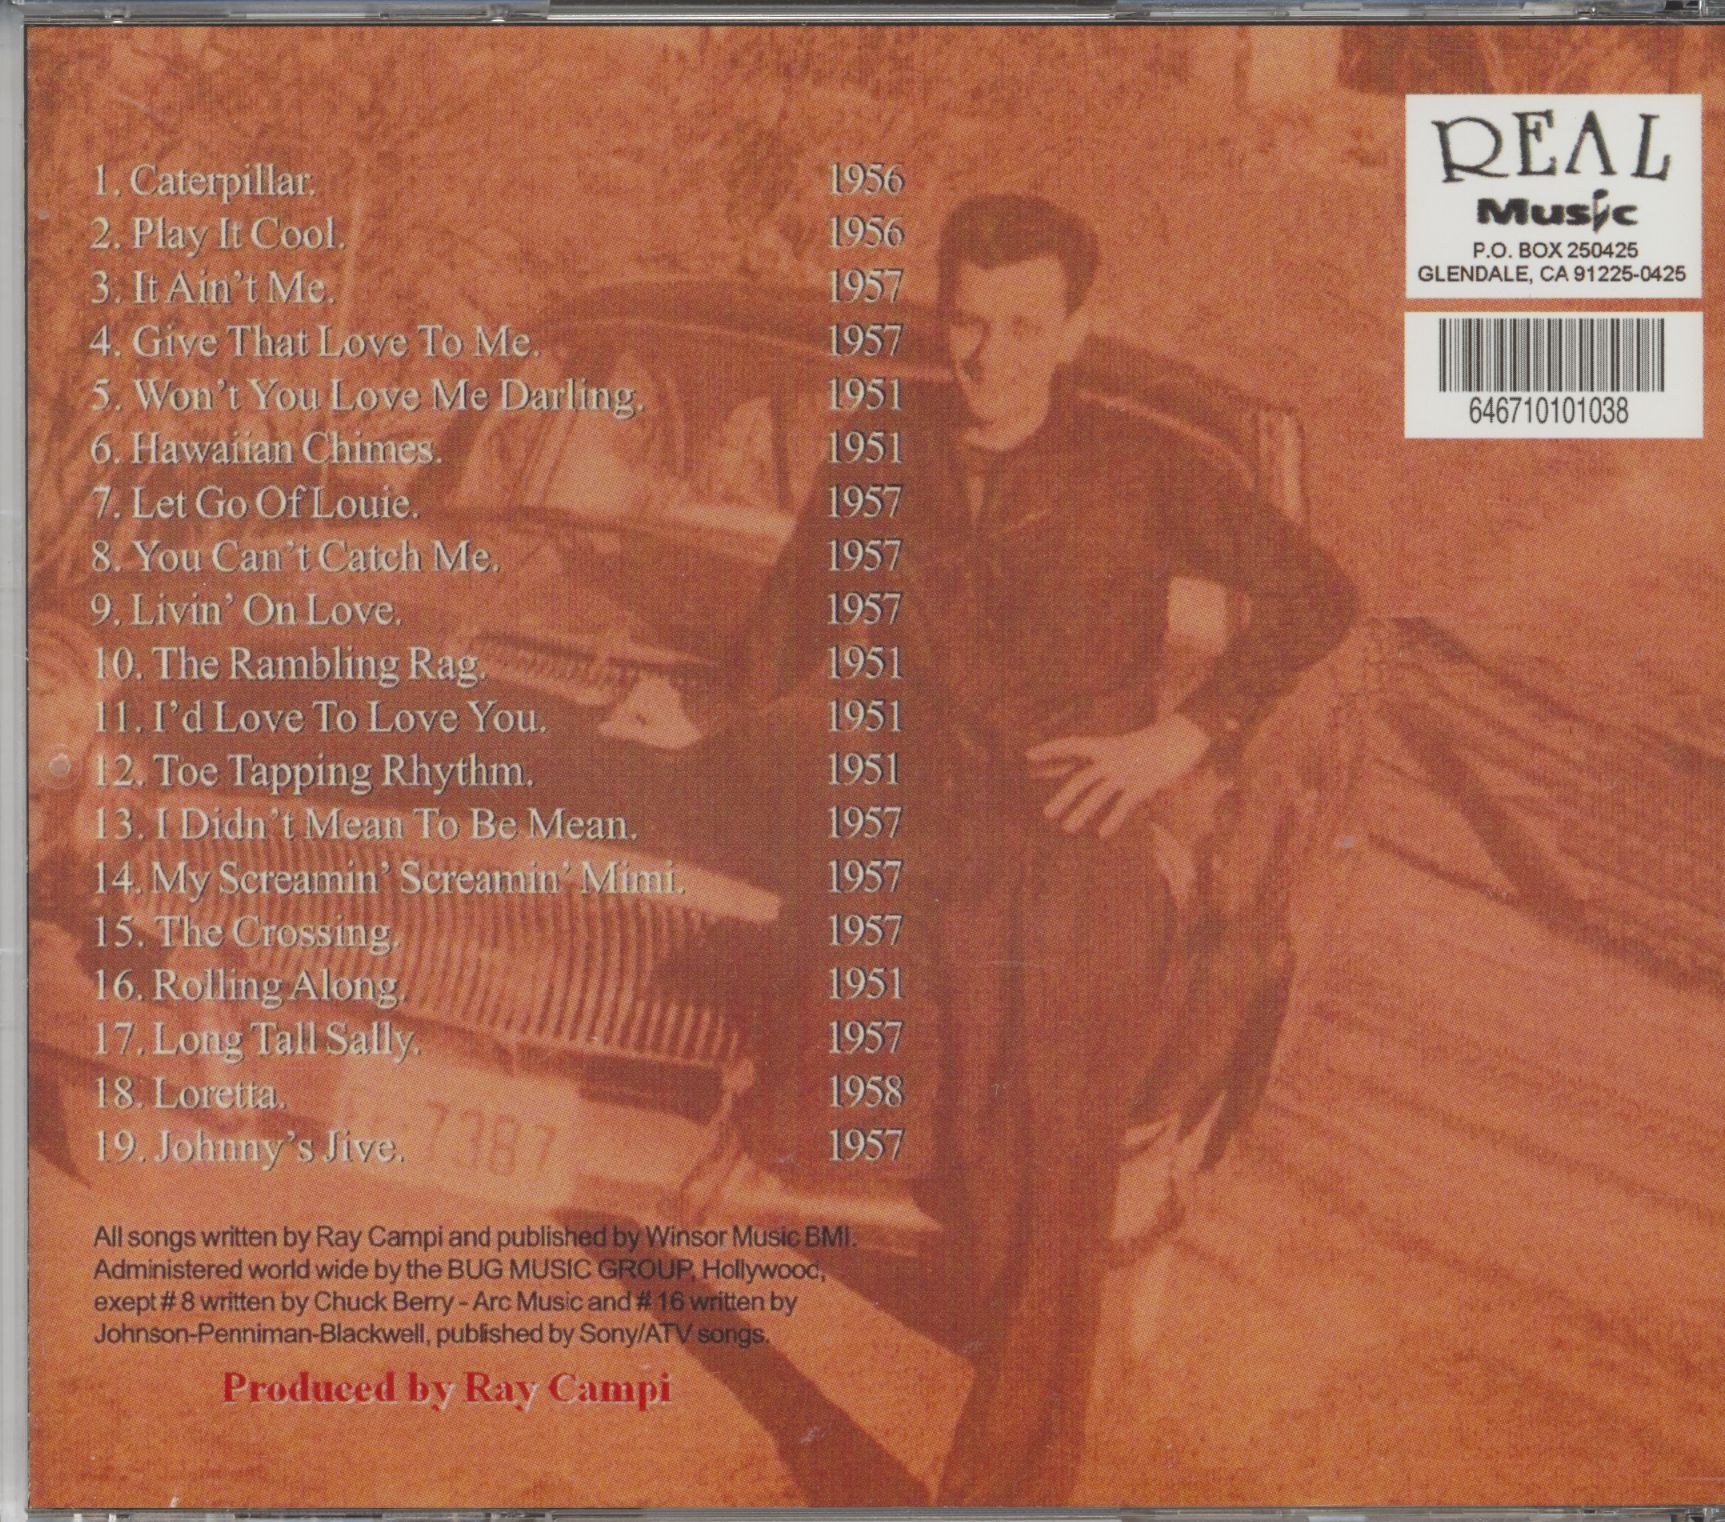 1. Caterpillar. 1956
2. Play It Cool. 1956
3. It Ain't Me. 1957
4. Give That Love To Me. 1957
5. Won't You Love Me Darling. 1951
6. Hawaiian Chimes. 1951
7. Let Go Of Louie. 1957
8. You Can't Catch Me. 1957
9. Livin' On Love. 1957
10. The Rambling Rag. 1951
11. I'd Love To Love You. 1951
12. Toe Tapping Rhythm. 1951
13. I Didn't Mean To Be Mean. 1957
14. My Screamin' Screamin' Mimi. 1957
15. The Crossing. 1957
16. Rolling Along. 1951
17. Long Tall Sally. 1957
18. Loretta. 1958
19. Johnny's Jive. 1957
7387
All songs written by Ray Campi and published by Winsor Music BMI.
Administered world wide by the BUG MUSIC GROUP, Hollywood,
exept # 8 written by Chuck Berry - Arc Music and # 16 written by
Johnson-Penniman-Blackwell, published by Sony/ATV songs.
Produced by Ray Campi
REAL
Music
P.O. BOX 250425
GLENDALE, CA 91225-0425
646710101038